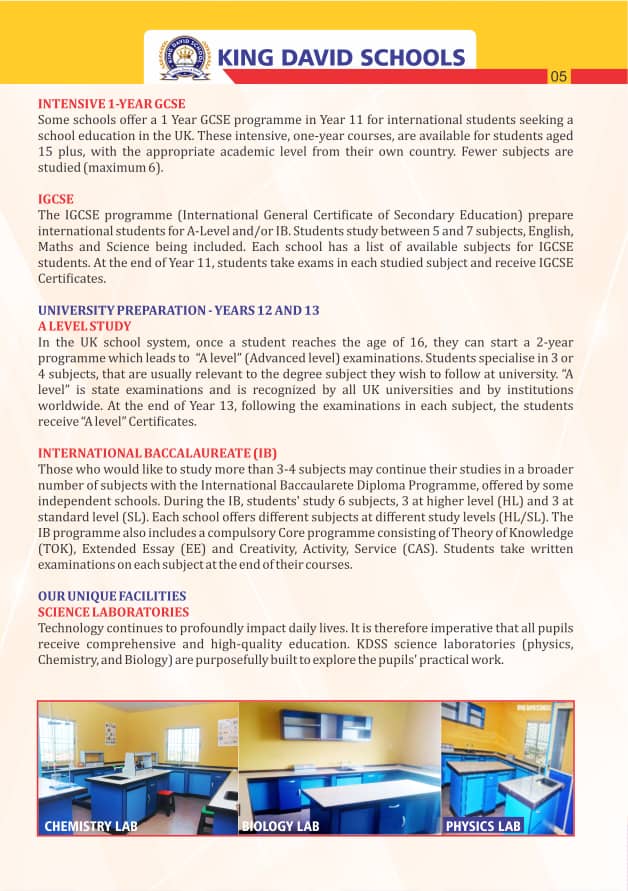 KING DAVID SCHOOL
KING DAVID SCHOOLS
05
INTENSIVE 1-YEAR GCSE
Some schools offer a 1 Year GCSE programme in Year 11 for international students seeking a
school education in the UK. These intensive, one-year courses, are available for students aged
15 plus, with the appropriate academic level from their own country. Fewer subjects are
studied (maximum 6).
IGCSE
The IGCSE programme (International General Certificate of Secondary Education) prepare
international students for A-Level and/or IB. Students study between 5 and 7 subjects, English,
Maths and Science being included. Each school has a list of available subjects for IGCSE
students. At the end of Year 11, students take exams in each studied subject and receive IGCSE
Certificates.
UNIVERSITY PREPARATION - YEARS 12 AND 13
A LEVEL STUDY
In the UK school system, once a student reaches the age of 16, they can start a 2-year
programme which leads to “A level” (Advanced level) examinations. Students specialise in 3 or
4 subjects, that are usually relevant to the degree subject they wish to follow at university. “A
level” is state examinations and is recognized by all UK universities and by institutions
worldwide. At the end of Year 13, following the examinations in each subject, the students
receive “A level” Certificates.
INTERNATIONAL BACCALAUREATE (IB)
Those who would like to study more than 3-4 subjects may continue their studies in a broader
number of subjects with the International Baccaularete Diploma Programme, offered by some
independent schools. During the IB, students' study 6 subjects, 3 at higher level (HL) and 3 at
standard level (SL). Each school offers different subjects at different study levels (HL/SL). The
IB programme also includes a compulsory Core programme consisting of Theory of Knowledge
(TOK), Extended Essay (EE) and Creativity, Activity, Service (CAS). Students take written
examinations on each subject at the end of their courses.
OUR UNIQUE FACILITIES
SCIENCE LABORATORIES
Technology continues to profoundly impact daily lives. It is therefore imperative that all pupils
receive comprehensive and high-quality education. KDSS science laboratories (physics,
Chemistry, and Biology) are purposefully built to explore the pupils' practical work.
CHEMISTRY LAB
BIOLOGY LAB
PHYSICS LAB